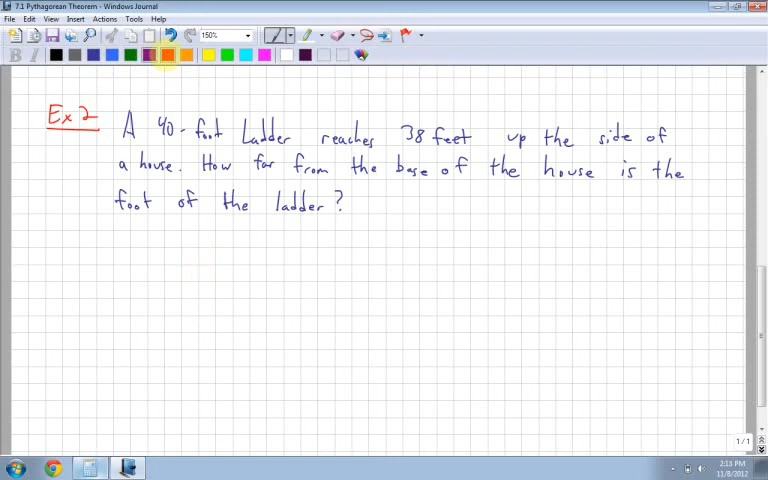 7.1 Pythagorean Theorem - Windows Journal
File Edit View Insert Actions Tools Help
150%
B I
Ex 2
A 40-foot Ladder reaches 38 feet up the side of
a house. How far from the base of the house is the
foot of the ladder?
1 / 1
2:13 PM
11/8/2012